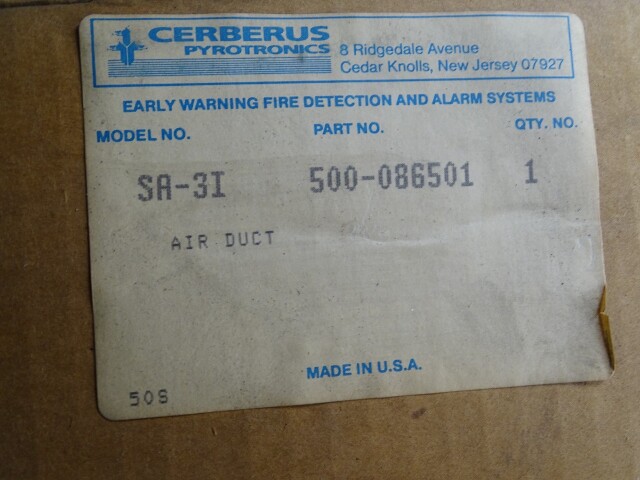 CERBERUS
PYROTRONICS
8 Ridgedale Avenue
Cedar Knolls, New Jersey 07927
EARLY WARNING FIRE DETECTION AND ALARM SYSTEMS
MODEL NO. PART NO. QTY. NO.
SA-3I 500-086501 1
AIR DUCT
MADE IN U.S.A.
50S